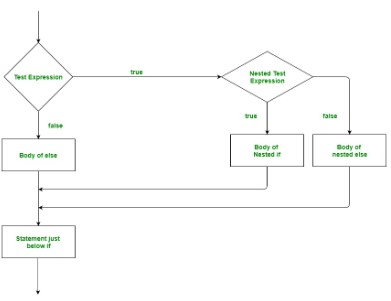 Test Expression
true
Nested Test
Expression
false
true
false
Body of else
Body of
Nested if
Body of
nested else
Statement just
below if